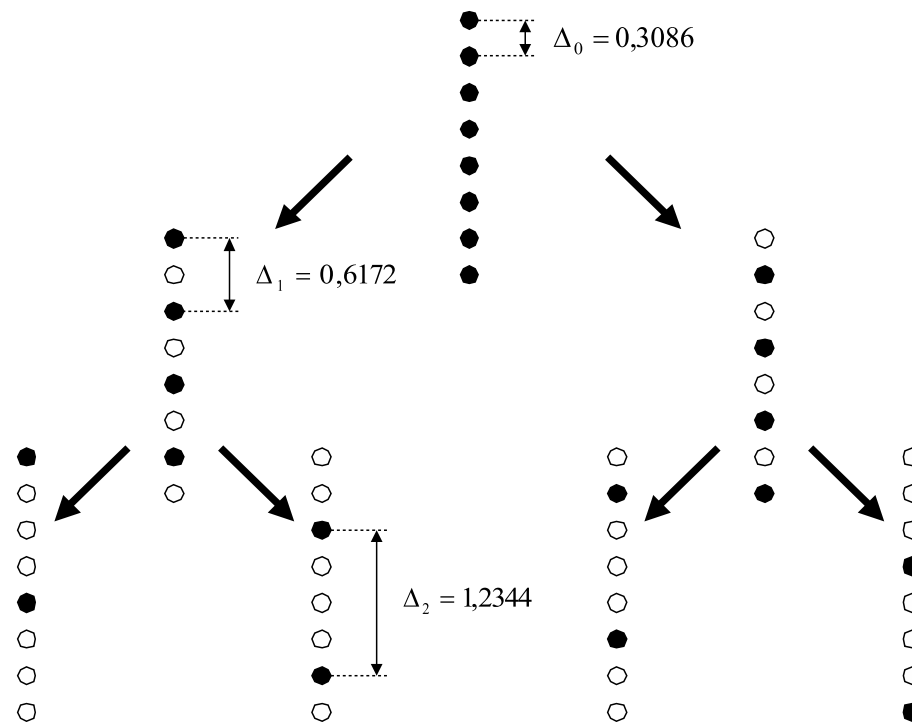 Δ₀ = 0,3086
Δ₁ = 0,6172
Δ₂ = 1,2344